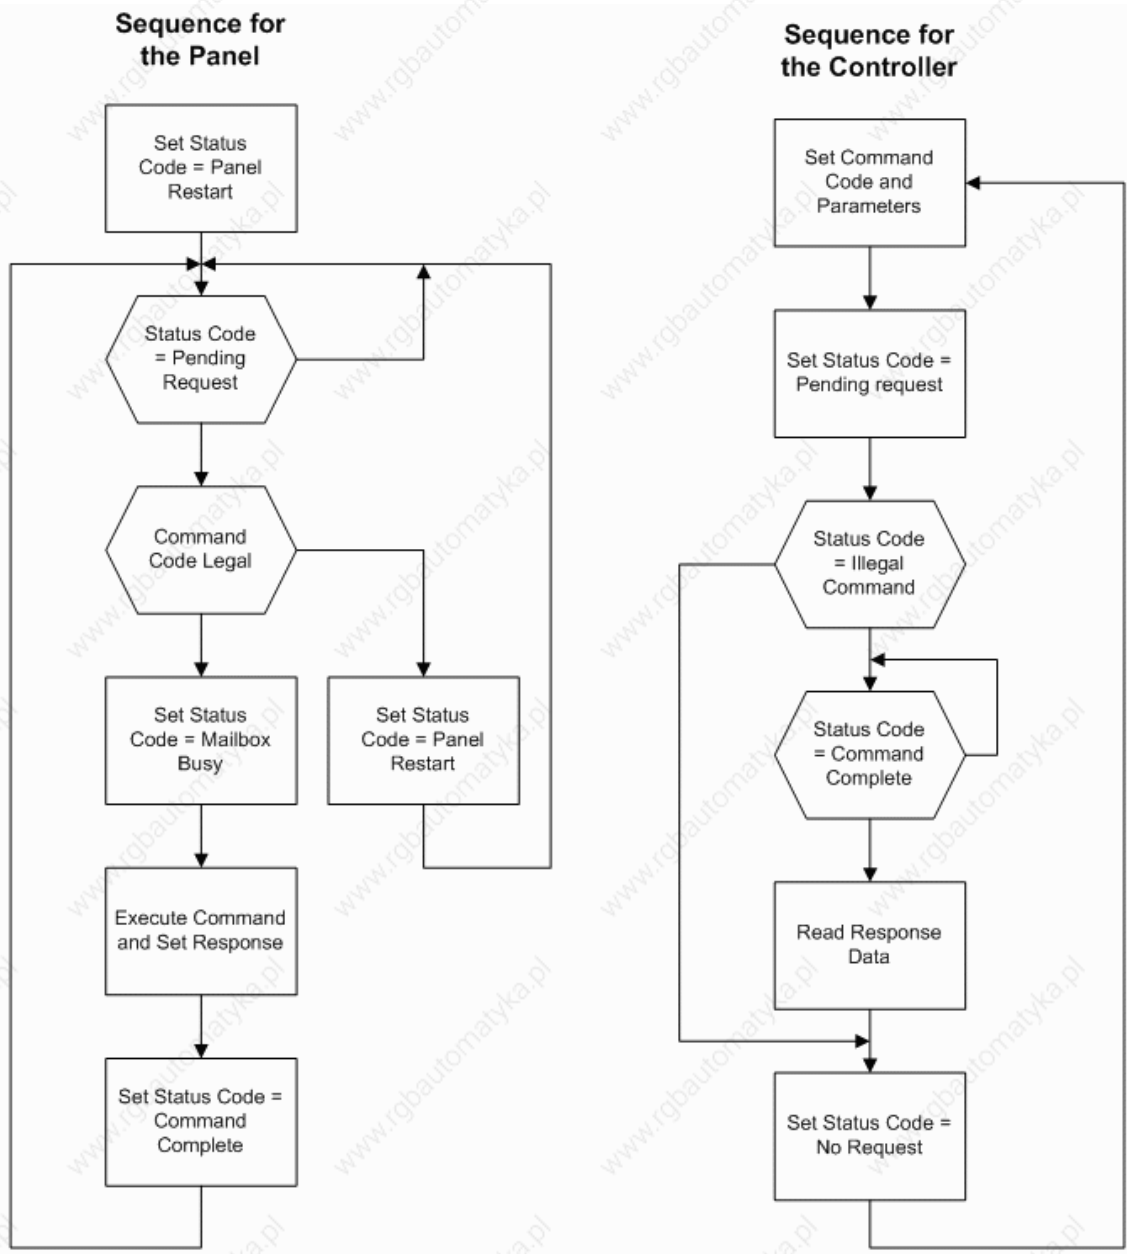 Sequence for
the Panel
Set Status
Code = Panel
Restart
Status Code
= Pending
Request
Command
Code Legal
Set Status
Code = Mailbox
Busy
Set Status
Code = Panel
Restart
Execute Command
and Set Response
Set Status Code =
Command
Complete
Sequence for
the Controller
Set Command
Code and
Parameters
Set Status Code =
Pending request
Status Code
= Illegal
Command
Status Code
= Command
Complete
Read Response
Data
Set Status Code =
No Request
www.rgbautomatyka.pl